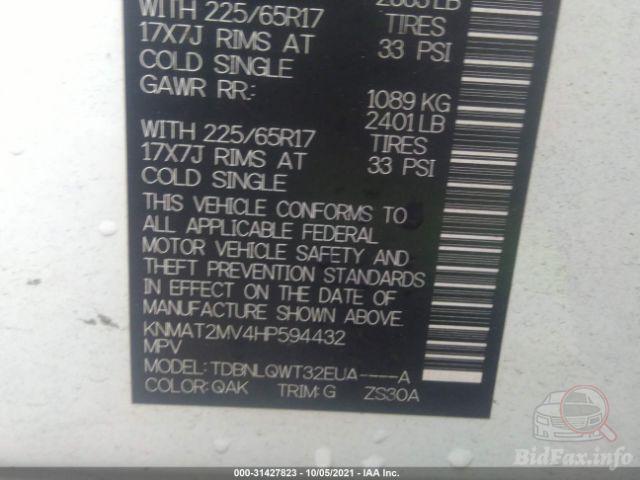 WITH 225/65R17 TIRES
17X7J RIMS AT 33 PSI
COLD SINGLE
GAWR RR: 1089 KG
2401 LB
WITH 225/65R17 TIRES
17X7J RIMS AT 33 PSI
COLD SINGLE
THIS VEHICLE CONFORMS TO
ALL APPLICABLE FEDERAL
MOTOR VEHICLE SAFETY AND
THEFT PREVENTION STANDARDS
IN EFFECT ON THE DATE OF
MANUFACTURE SHOWN ABOVE.
KNMAT2MV4HP594432
MPV
MODEL: TDBNLQWT32EUA----A
COLOR: QAK TRIM: G ZS30A
000-31427823 - 10/05/2021 - IAA Inc.
BidFax.info